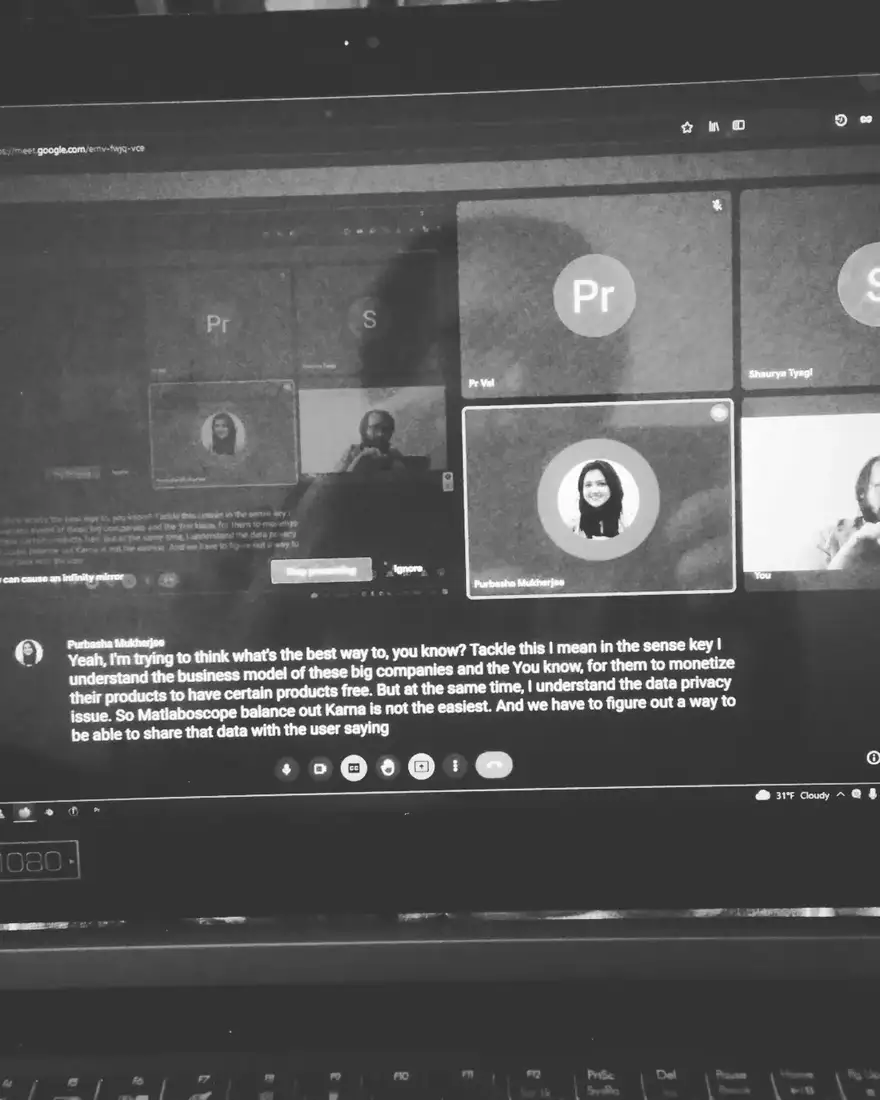 meet.google.com/
Pr
S
Pr
S
Pr Val
Shaurya Tyagi
Purbasha Mukherjee
You
Stop presenting
Ignore
can cause an infinity mirror
Purbasha Mukherjee
Yeah, I'm trying to think what's the best way to, you know? Tackle this I mean in the sense key I
understand the business model of these big companies and the You know, for them to monetize
their products to have certain products free. But at the same time, I understand the data privacy
issue. So Matlaboscope balance out Karna is not the easiest. And we have to figure out a way to
be able to share that data with the user saying
CC
31°F Cloudy
1080
F5
F6
F7
F8
F9
F10
F11
F12
PrtSc
SysRq
Del
Pause
Break
Home